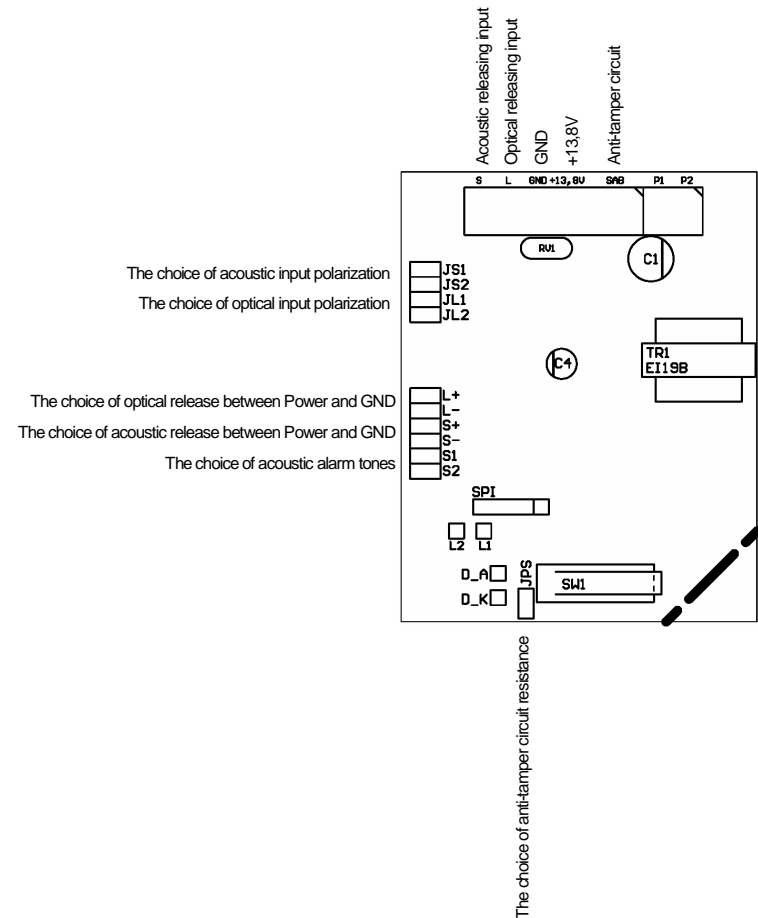 Acoustic releasing input
Optical releasing input
GND
+13,8V
Anti-tamper circuit
S L GND +13,8V SAB P1 P2
RV1
C1
The choice of acoustic input polarization
JS1
JS2
The choice of optical input polarization
JL1
JL2
TR1
EI19B
C4
The choice of optical release between Power and GND
L+
L-
The choice of acoustic release between Power and GND
S+
S-
The choice of acoustic alarm tones
S1
S2
SPI
L2 L1
D_A
D_K
JPS
SW1
The choice of anti-tamper circuit resistance